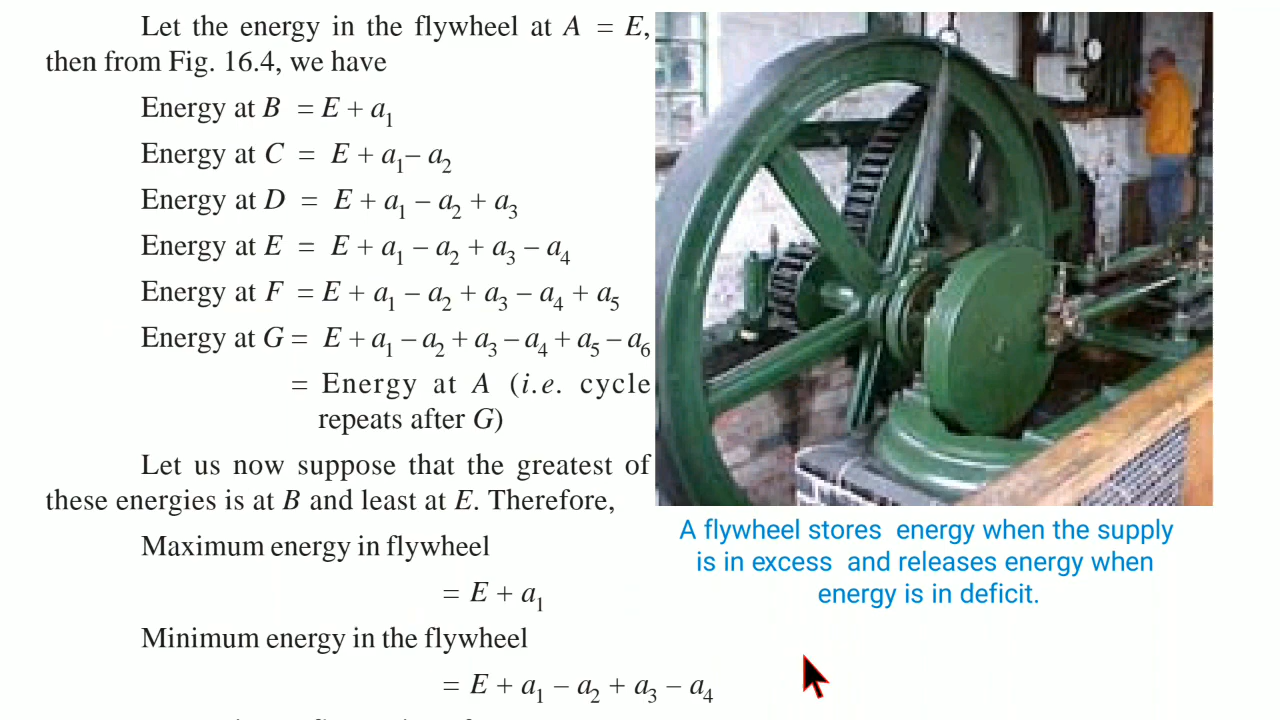 Let the energy in the flywheel at A = E,
then from Fig. 16.4, we have
Energy at B = E + a₁
Energy at C = E + a₁ – a₂
Energy at D = E + a₁ – a₂ + a₃
Energy at E = E + a₁ – a₂ + a₃ – a₄
Energy at F = E + a₁ – a₂ + a₃ – a₄ + a₅
Energy at G = E + a₁ – a₂ + a₃ – a₄ + a₅ – a₆
= Energy at A (i.e. cycle
repeats after G)
Let us now suppose that the greatest of
these energies is at B and least at E. Therefore,
Maximum energy in flywheel
= E + a₁
Minimum energy in the flywheel
= E + a₁ – a₂ + a₃ – a₄
A flywheel stores energy when the supply
is in excess and releases energy when
energy is in deficit.